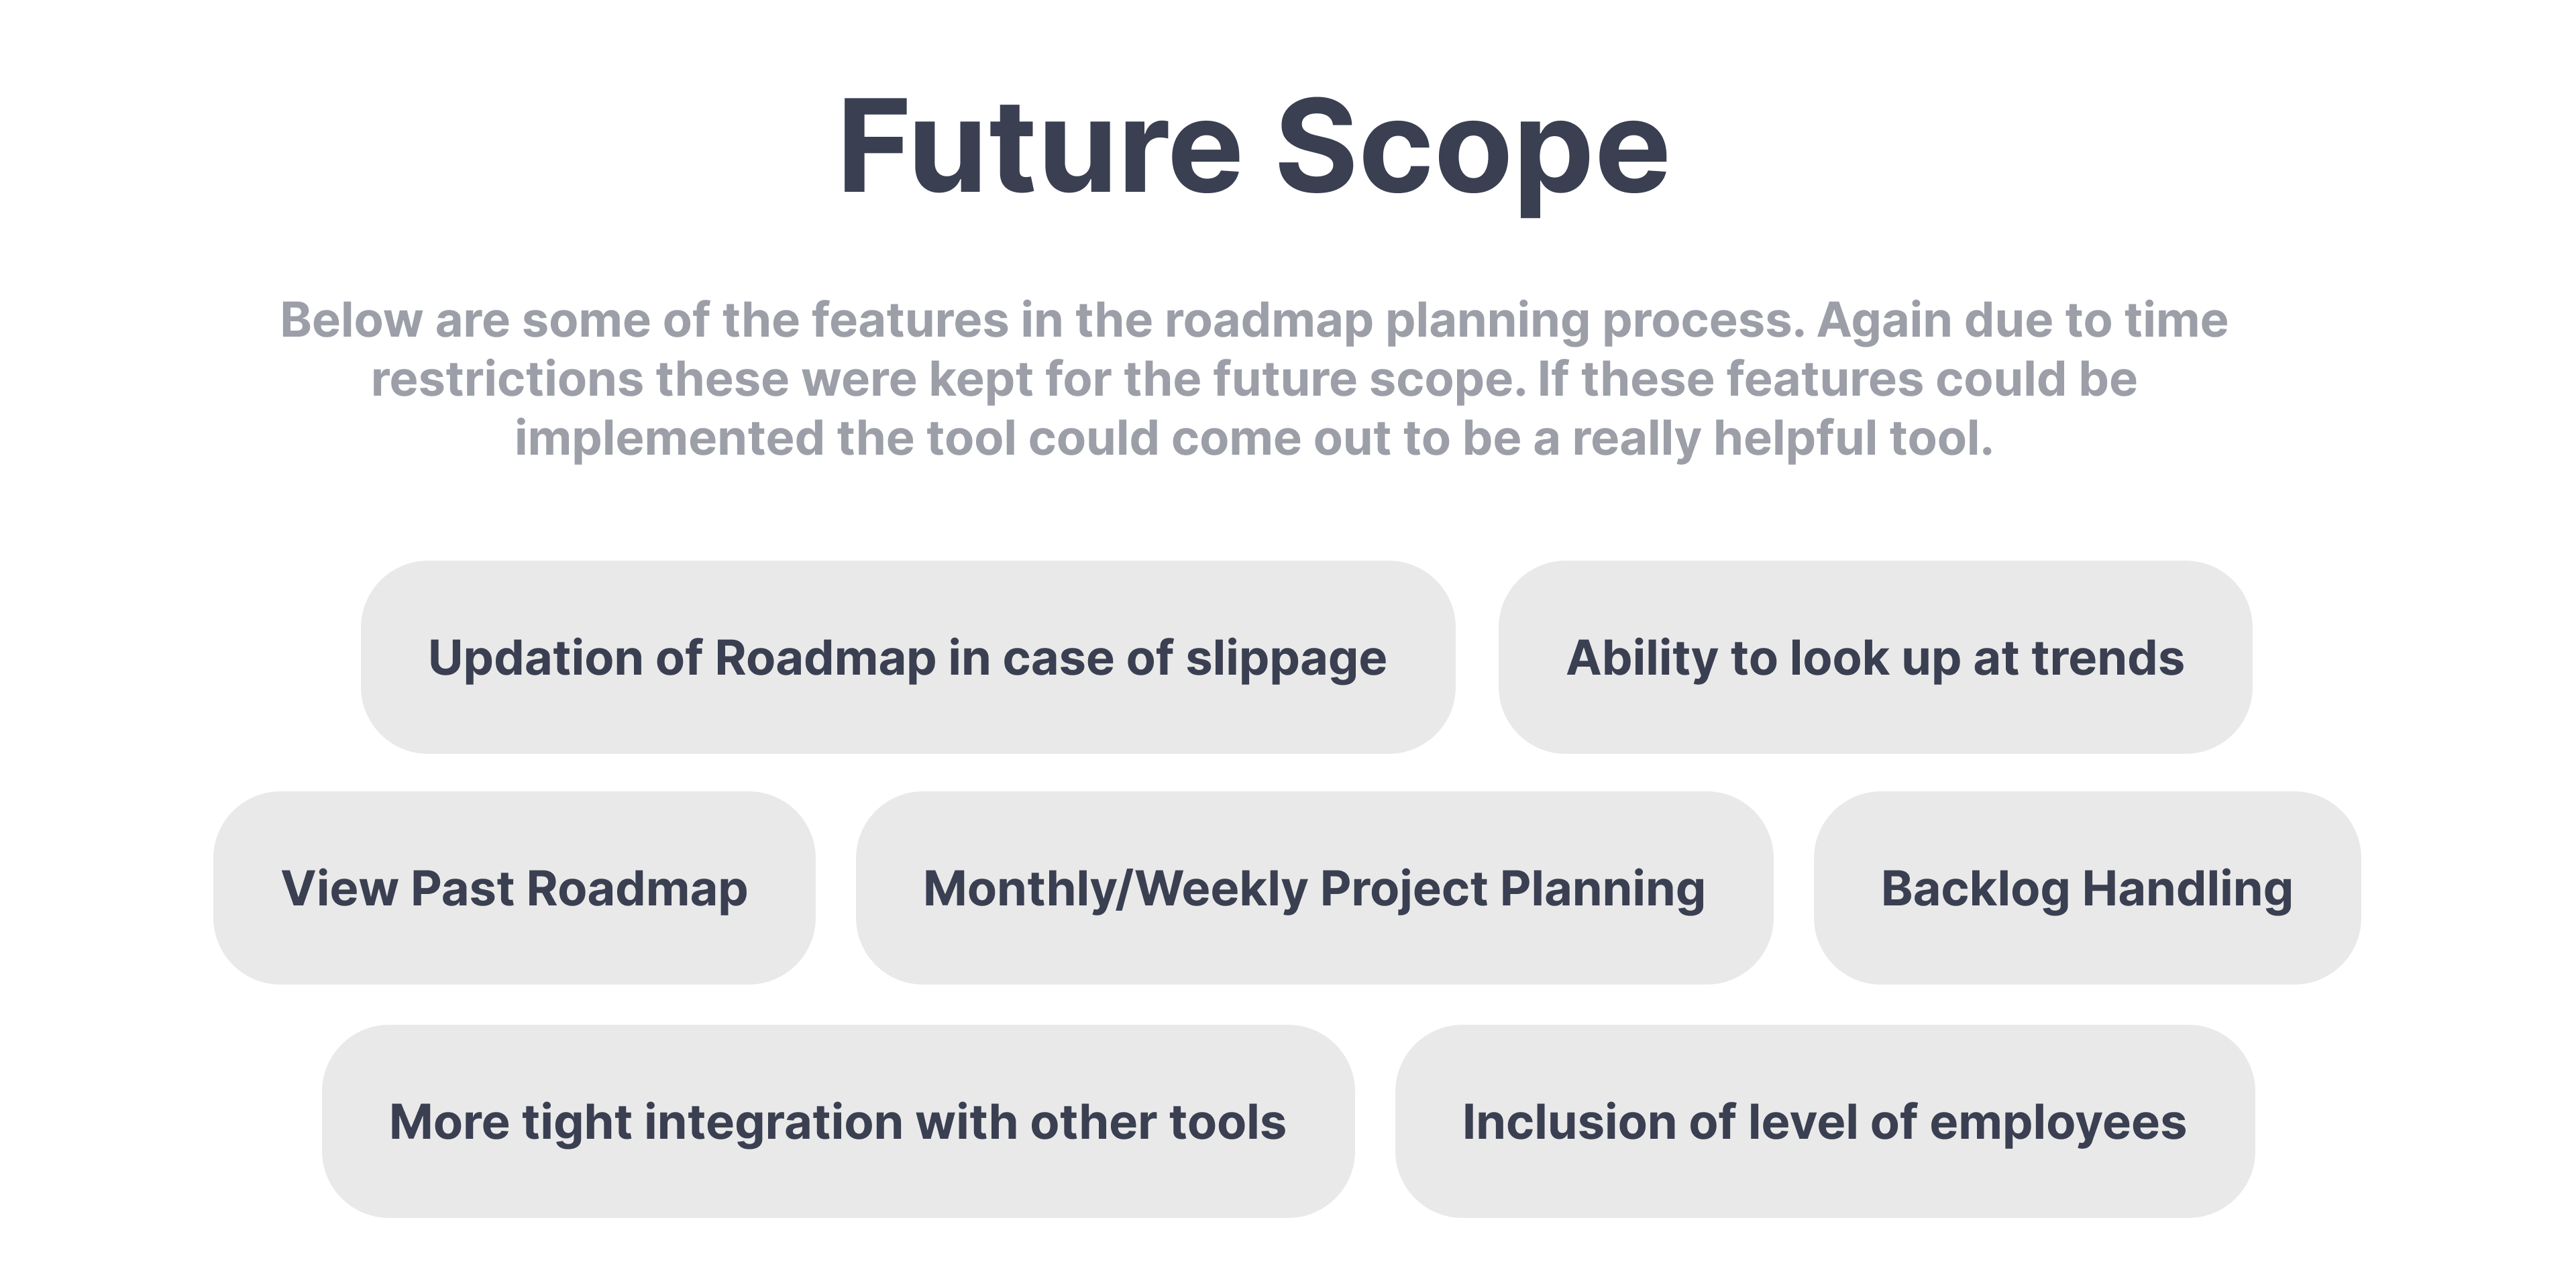 Future Scope
Below are some of the features in the roadmap planning process. Again due to time
restrictions these were kept for the future scope. If these features could be
implemented the tool could come out to be a really helpful tool.
Updation of Roadmap in case of slippage
Ability to look up at trends
View Past Roadmap
Monthly/Weekly Project Planning
Backlog Handling
More tight integration with other tools
Inclusion of level of employees